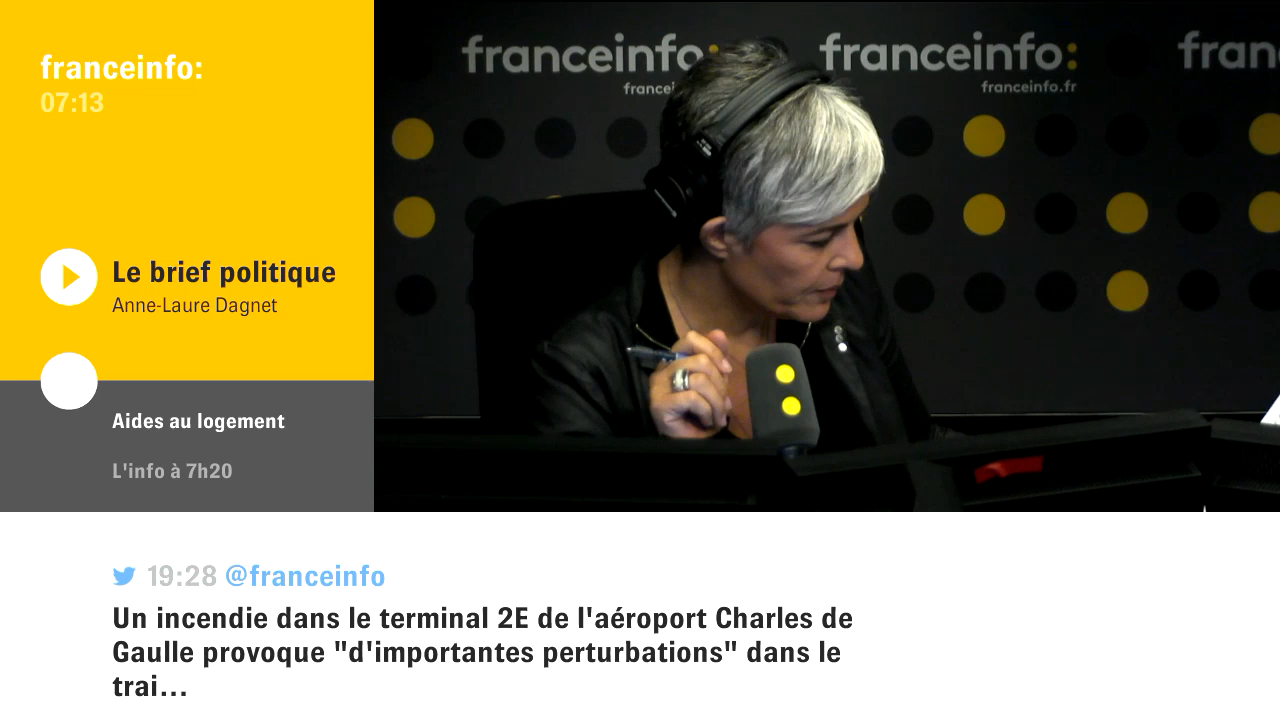 franceinfo:
07:13
franceinfo:
franceinfo:
franceinfo.fr
Le brief politique
Anne-Laure Dagnet
Aides au logement
L'info à 7h20
19:28 @franceinfo
Un incendie dans le terminal 2E de l'aéroport Charles de
Gaulle provoque "d'importantes perturbations" dans le
trai…